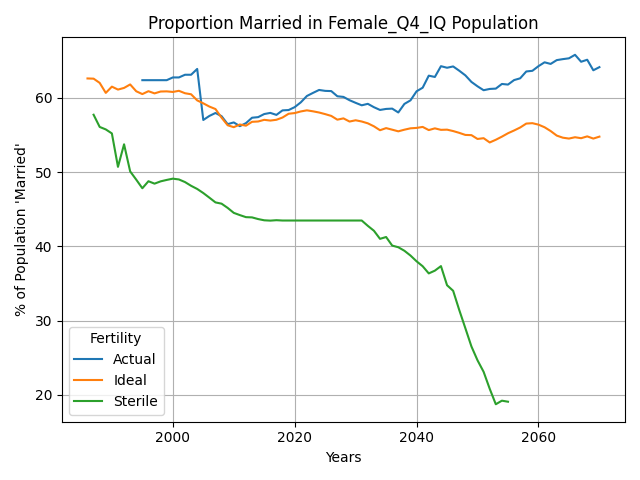 Proportion Married in Female_Q4_IQ Population
% of Population 'Married'
60
50
40
30
20
Fertility
Actual
Ideal
Sterile
2000 2020 2040 2060
Years